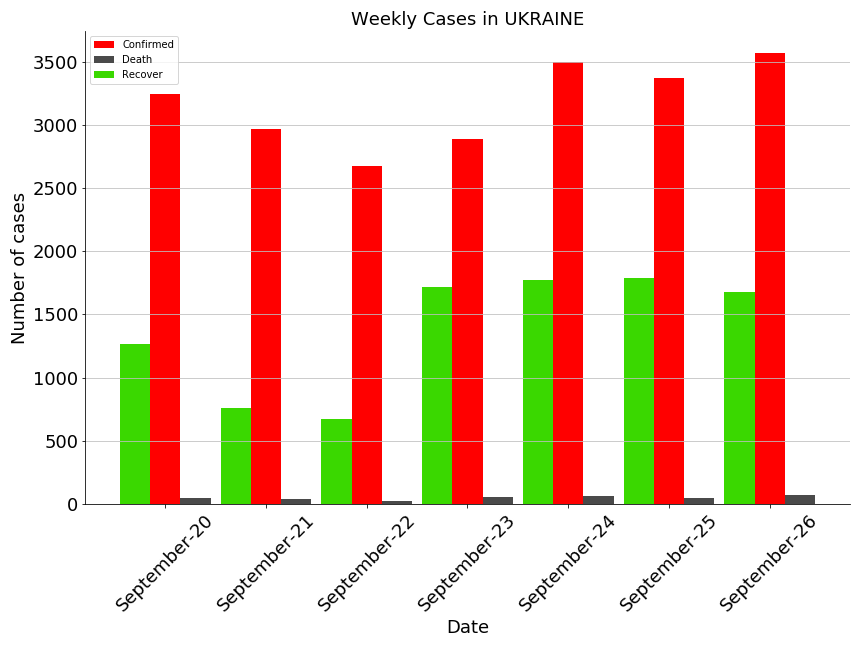 Weekly Cases in UKRAINE
Confirmed
Death
Recover
Number of cases
3500
3000
2500
2000
1500
1000
500
0
September-20
September-21
September-22
September-23
September-24
September-25
September-26
Date